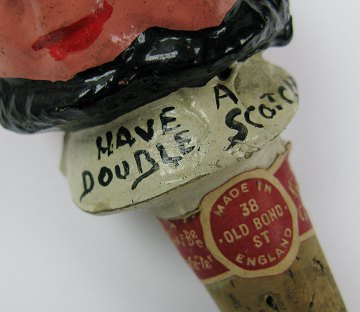 HAVE A
DOUBLE SCOTCH
MADE IN
38
OLD BOND
ST
ENGLAND